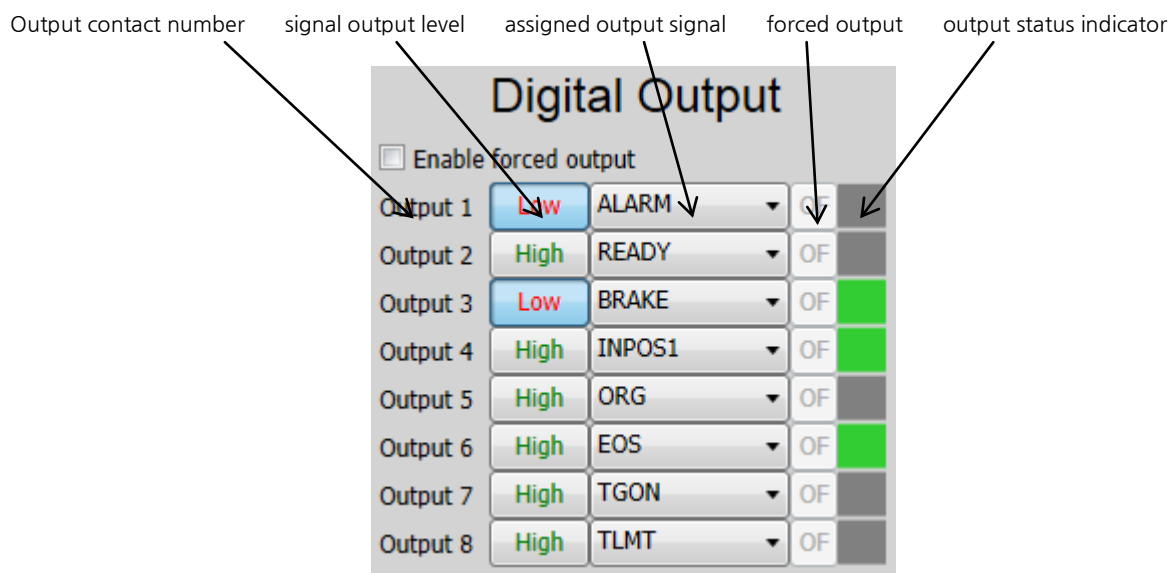 Output contact number signal output level assigned output signal forced output output status indicator
Digital Output
Enable forced output
Output 1 Low ALARM OF
Output 2 High READY OF
Output 3 Low BRAKE OF
Output 4 High INPOS1 OF
Output 5 High ORG OF
Output 6 High EOS OF
Output 7 High TGON OF
Output 8 High TLMT OF